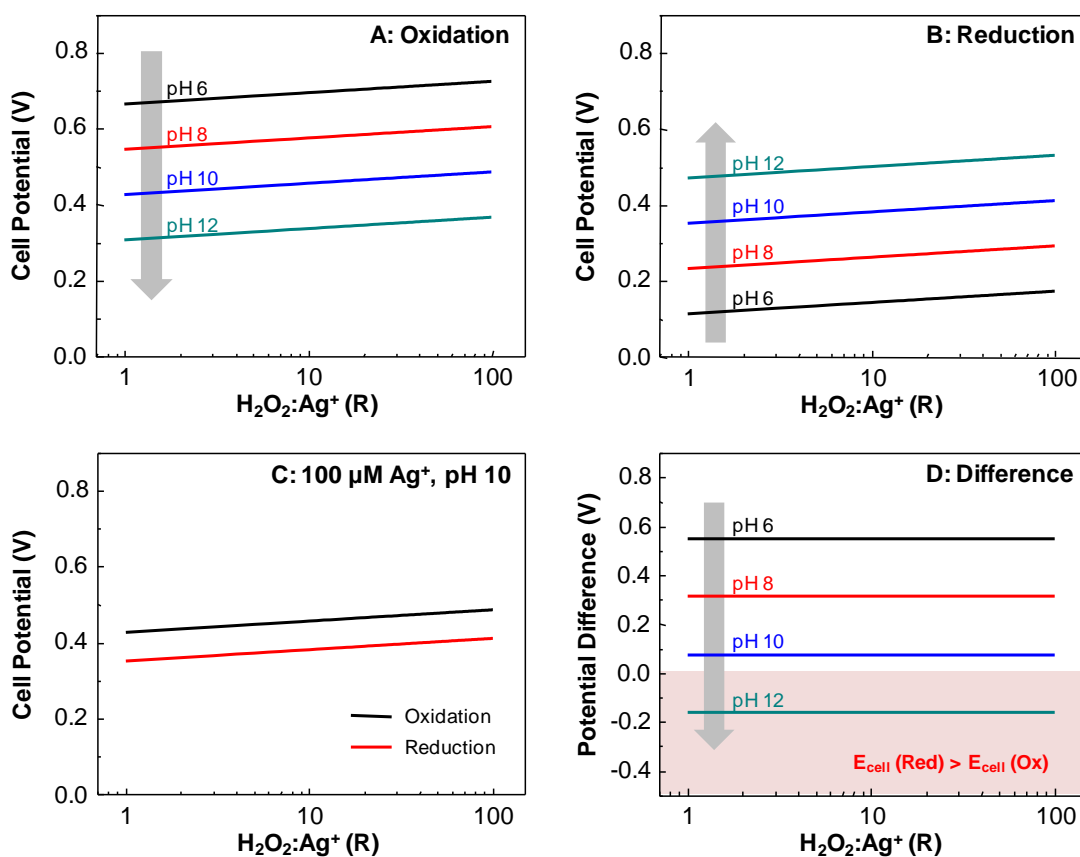 A: Oxidation
0.8
0.6
0.4
0.2
0.0
Cell Potential (V)
pH 6
pH 8
pH 10
pH 12
1
10
100
H₂O₂:Ag⁺ (R)
B: Reduction
0.8
0.6
0.4
0.2
0.0
Cell Potential (V)
pH 12
pH 10
pH 8
pH 6
1
10
100
H₂O₂:Ag⁺ (R)
C: 100 µM Ag⁺, pH 10
0.8
0.6
0.4
0.2
0.0
Cell Potential (V)
Oxidation
Reduction
1
10
100
H₂O₂:Ag⁺ (R)
D: Difference
0.8
0.6
0.4
0.2
0.0
-0.2
-0.4
Potential Difference (V)
pH 6
pH 8
pH 10
pH 12
E cell (Red) > E cell (Ox)
1
10
100
H₂O₂:Ag⁺ (R)